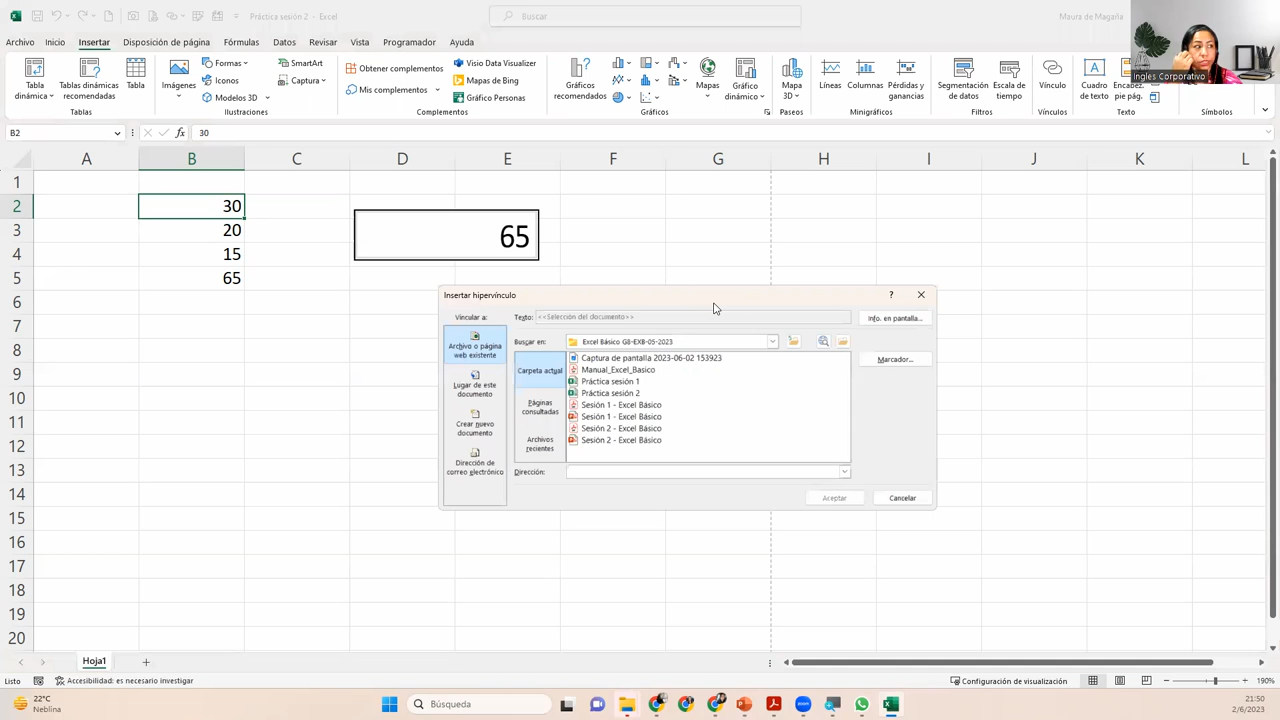 Práctica sesión 2 - Excel
Buscar
Maura de Magaña
Archivo
Inicio
Insertar
Disposición de página
Fórmulas
Datos
Revisar
Vista
Programador
Ayuda
Ingles Corporativo
Tablas dinámicas
Tablas dinámicas recomendadas
Tabla
Tablas
Imágenes
Formas
Iconos
Modelos 3D
SmartArt
Captura
Ilustraciones
Obtener complementos
Mis complementos
Visio Data Visualizer
Mapas de Bing
Gráfico Personas
Complementos
Gráficos recomendados
Mapas
Gráfico dinámico
Gráficos
Mapa 3D
Paseos
Líneas
Columnas
Pérdidas y ganancias
Minigráficos
Segmentación de datos
Escala de tiempo
Filtros
Vínculo
Vínculos
Cuadro de texto
Encabez. pie pág.
Texto
Símbolos
B2
fx
30
A B C D E F G H I J K L
1
2 30
3 20
4 15
5 65
65
6
7
8
9
10
11
12
13
14
15
16
17
18
19
20
Insertar hipervínculo
?
Vincular a:
Texto:
<<Selección del documento>>
Info. en pantalla...
Archivo o página web existente
Lugar de este documento
Crear nuevo documento
Dirección de correo electrónico
Buscar en:
Excel Básico G8-EXB-05-2023
Marcador...
Carpeta actual
Páginas consultadas
Archivos recientes
Captura de pantalla 2023-06-02 153923
Manual_Excel_Basico
Práctica sesión 1
Práctica sesión 2
Sesión 1 - Excel Básico
Sesión 1 - Excel Básico
Sesión 2 - Excel Básico
Sesión 2 - Excel Básico
Dirección:
Aceptar
Cancelar
Hoja1
Listo
Accesibilidad: es necesario investigar
Configuración de visualización
190%
22°C
Neblina
Búsqueda
21:50
2/6/2023